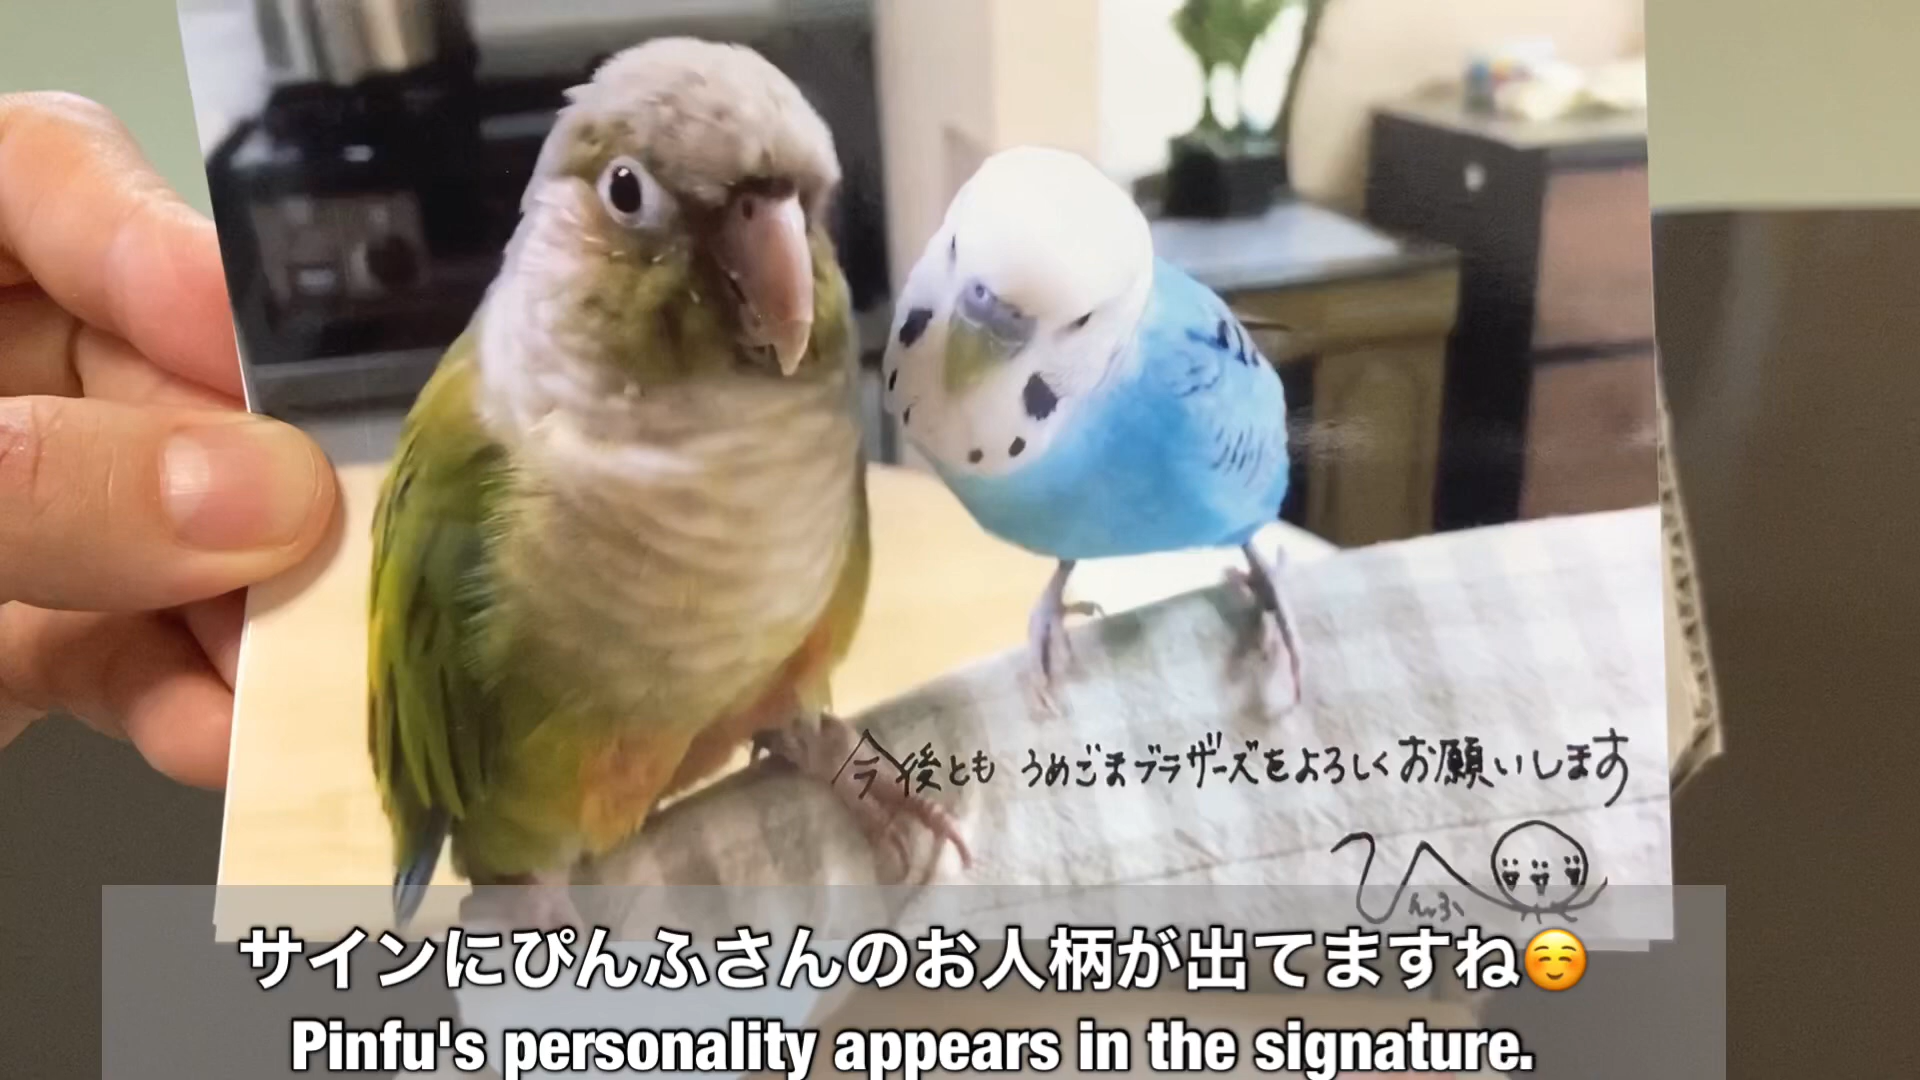 今後とも うめごまブラザーズをよろしくお願いします
ぴんふ
サインにぴんふさんのお人柄が出てますね☺️
Pinfu's personality appears in the signature.